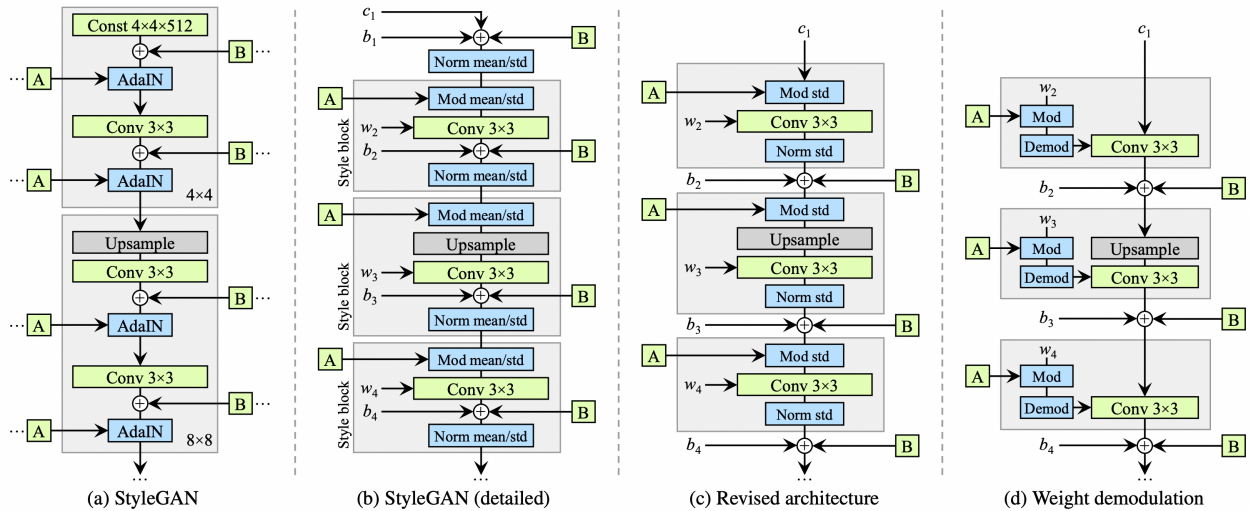 Const 4×4×512
B ...
... A
AdaIN
Conv 3×3
B ...
... A
AdaIN
4×4
Upsample
Conv 3×3
B ...
... A
AdaIN
Conv 3×3
B ...
... A
AdaIN
8×8
...
(a) StyleGAN
c1
b1
B
Norm mean/std
A
Mod mean/std
w2
Conv 3×3
b2
B
Norm mean/std
Style block
A
Mod mean/std
Upsample
w3
Conv 3×3
b3
B
Norm mean/std
Style block
A
Mod mean/std
w4
Conv 3×3
b4
B
Norm mean/std
Style block
...
(b) StyleGAN (detailed)
c1
A
Mod std
w2
Conv 3×3
Norm std
b2
B
A
Mod std
Upsample
w3
Conv 3×3
Norm std
b3
B
A
Mod std
w4
Conv 3×3
Norm std
b4
B
...
(c) Revised architecture
c1
w2
A
Mod
Demod
Conv 3×3
b2
B
w3
A
Mod
Upsample
Demod
Conv 3×3
b3
B
w4
A
Mod
Demod
Conv 3×3
b4
B
...
(d) Weight demodulation